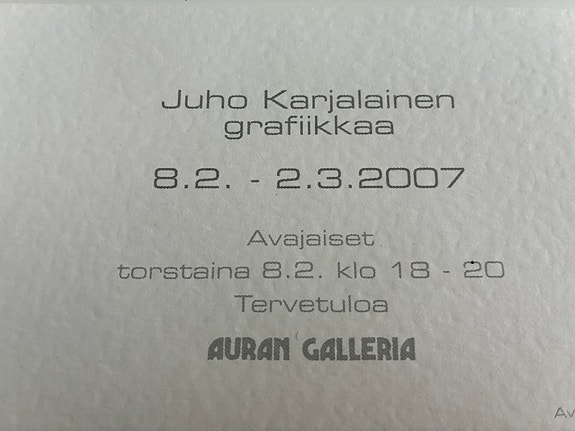 Juho Karjalainen
grafiikkaa
8.2. - 2.3.2007
Avajaiset
torstaina 8.2. klo 18 - 20
Tervetuloa
AURAN GALLERIA